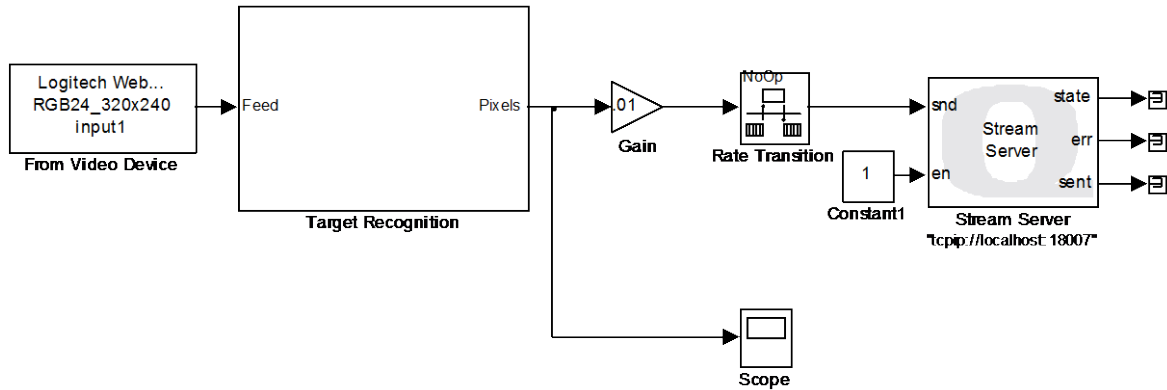 Logitech Web...
RGB24_320x240
input1
From Video Device
Feed
Pixels
Target Recognition
.01
Gain
NoOp
Rate Transition
1
Constant1
snd
en
Stream
Server
state
err
sent
Stream Server
"tcpip://localhost:18007"
Scope